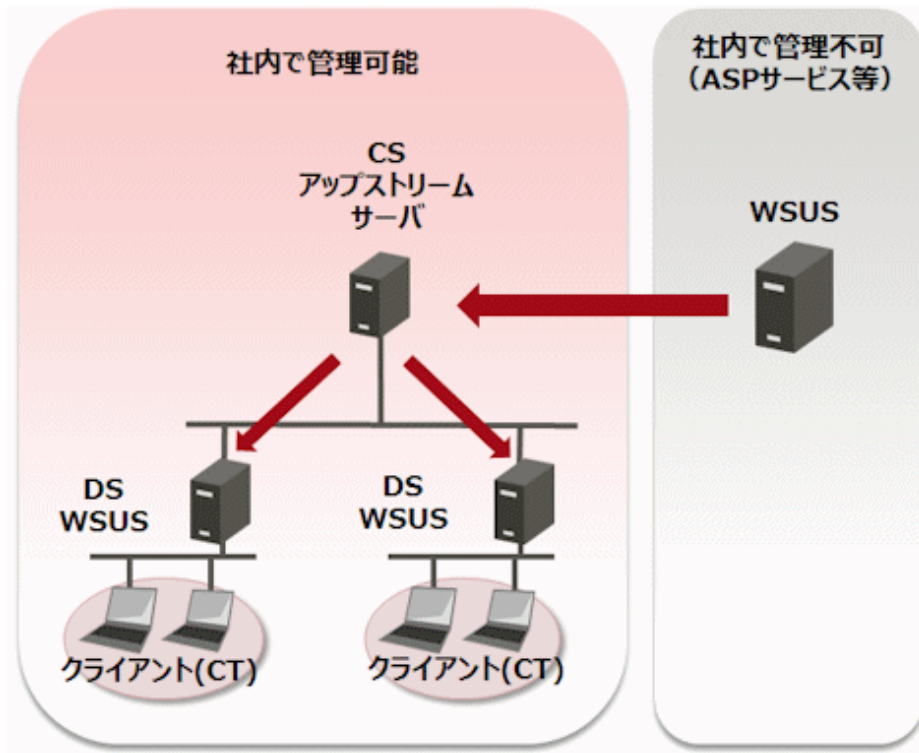 社内で管理可能
社内で管理不可
（ASPサービス等）
CS
アップストリーム
サーバ
WSUS
DS
WSUS
DS
WSUS
クライアント(CT)
クライアント(CT)